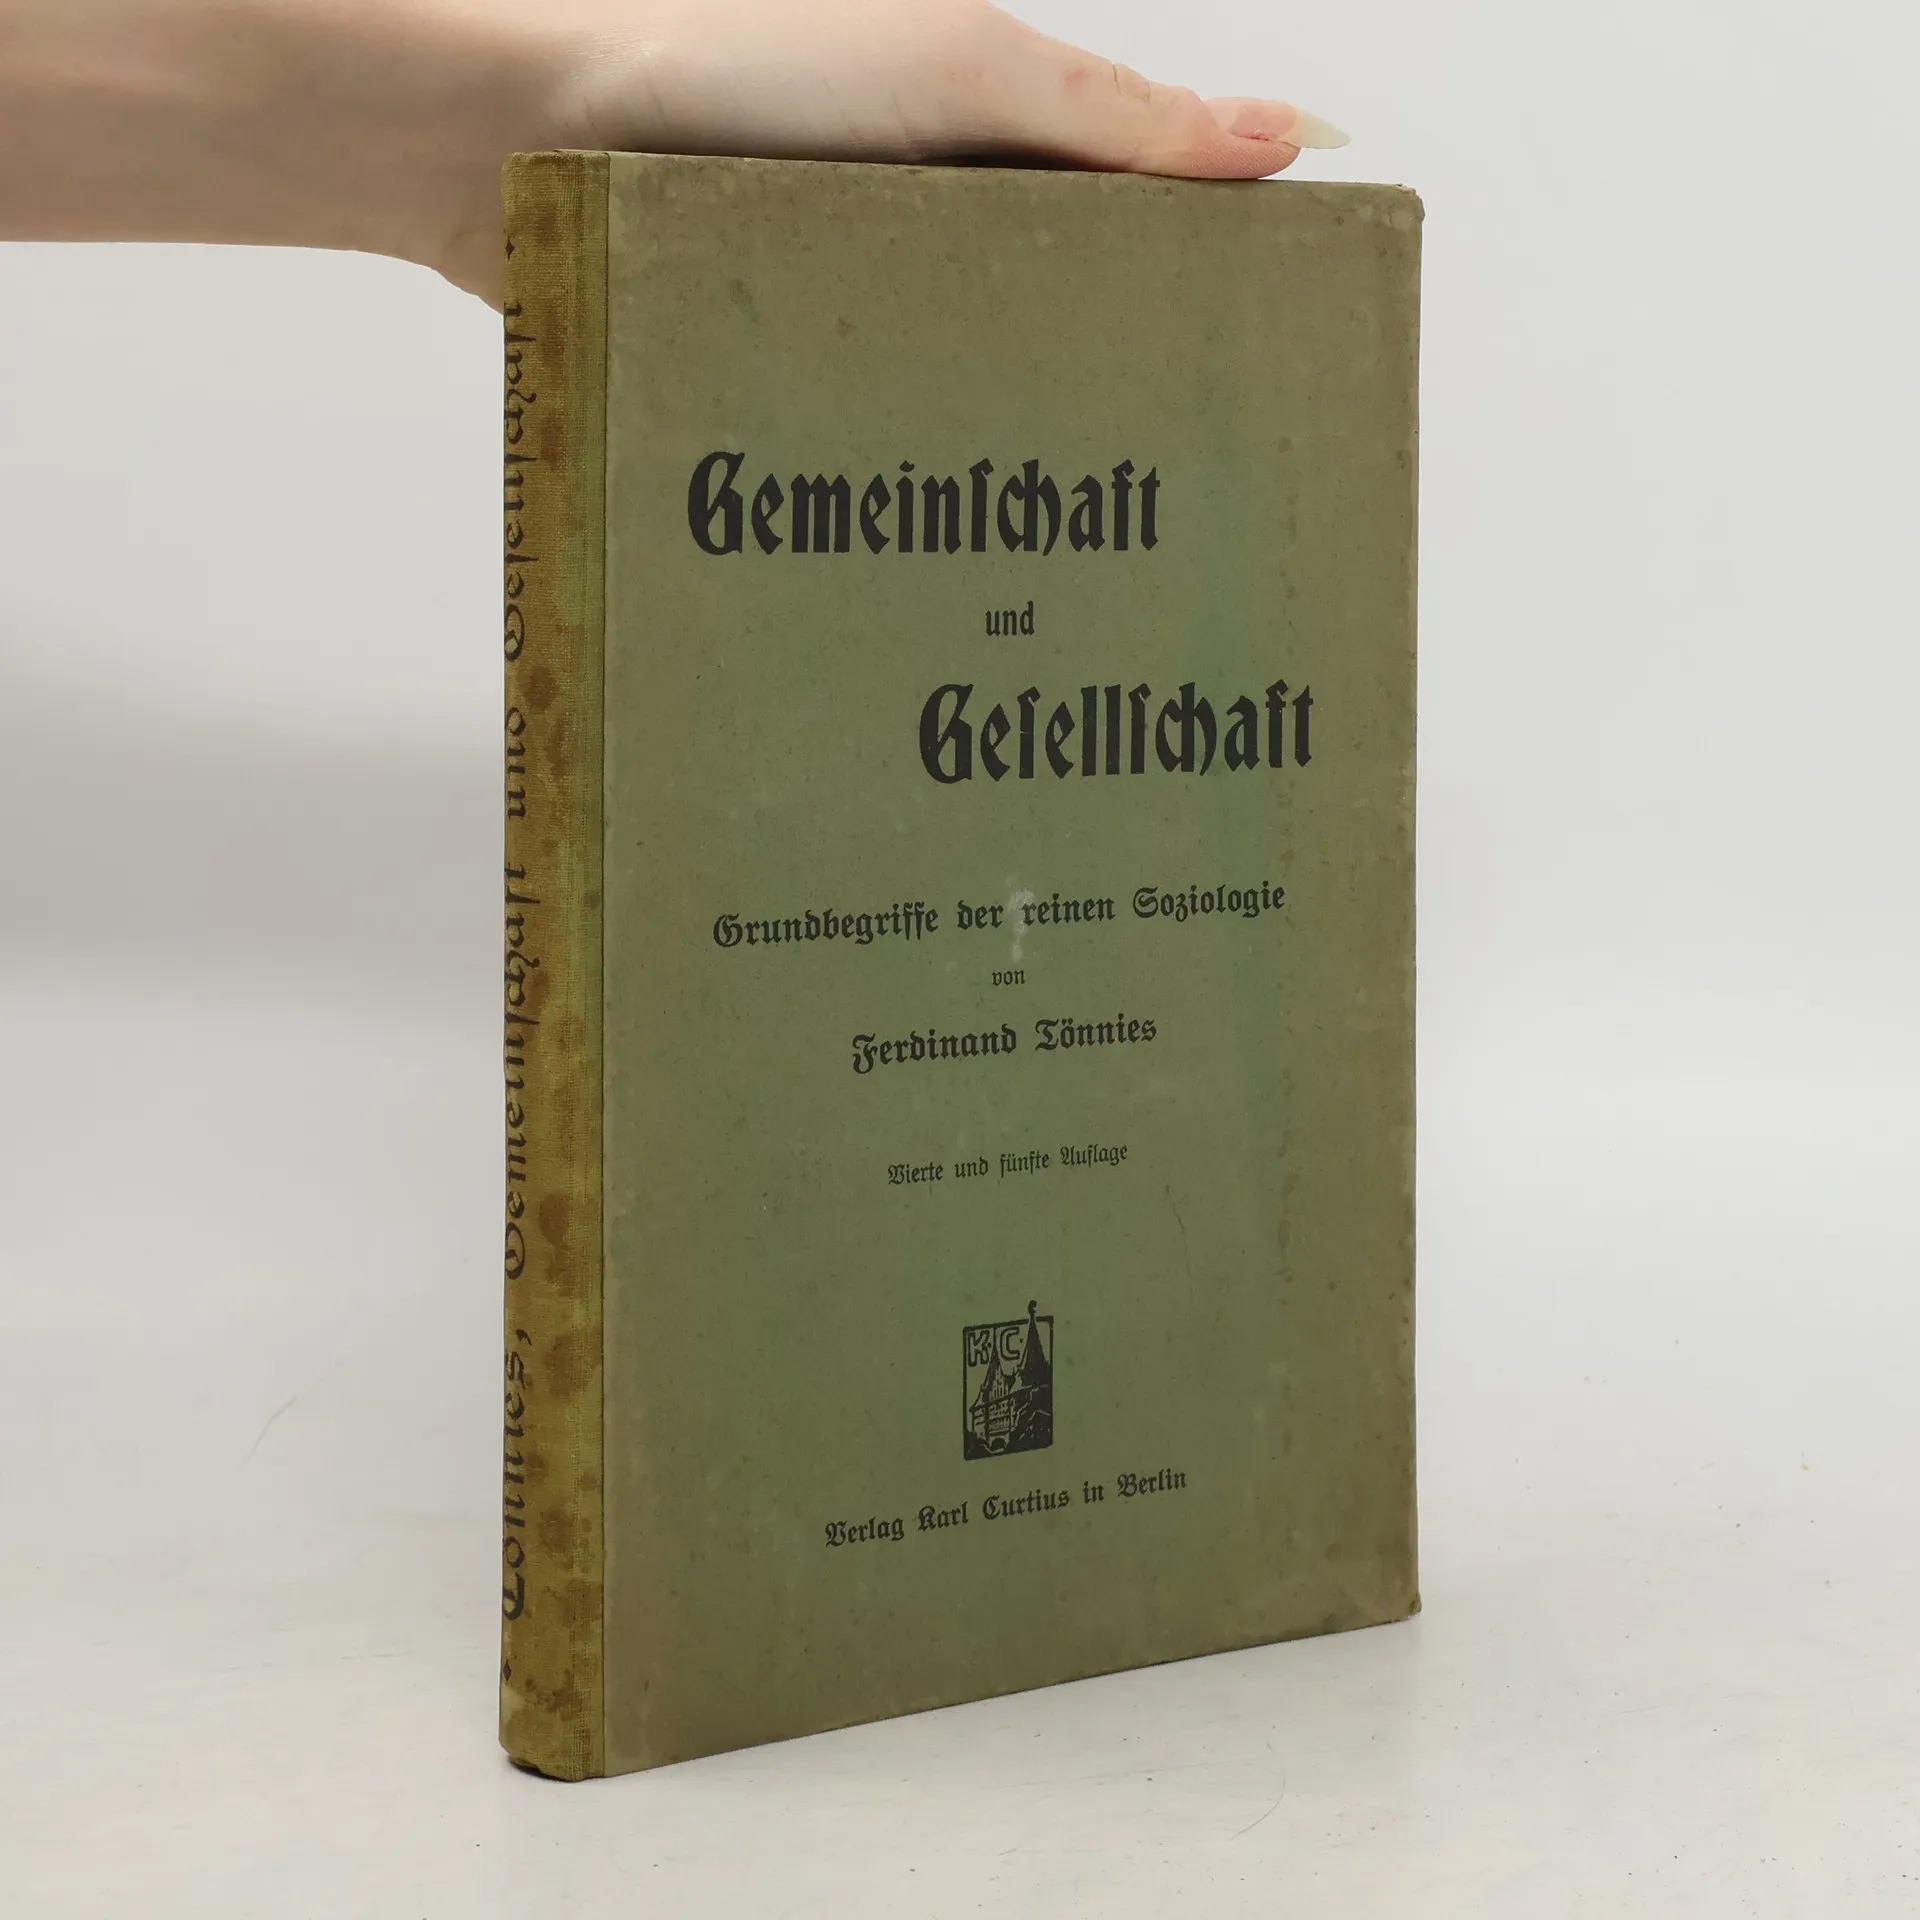 Gemeinſchaft
und
Geſellſchaft
Grundbegriffe der reinen Soziologie
von
Ferdinand Tönnies
Vierte und fünfte Auflage
K. C.
Verlag Karl Curtius in Berlin
Tönnies, Gemeinſchaft und Geſellſchaft